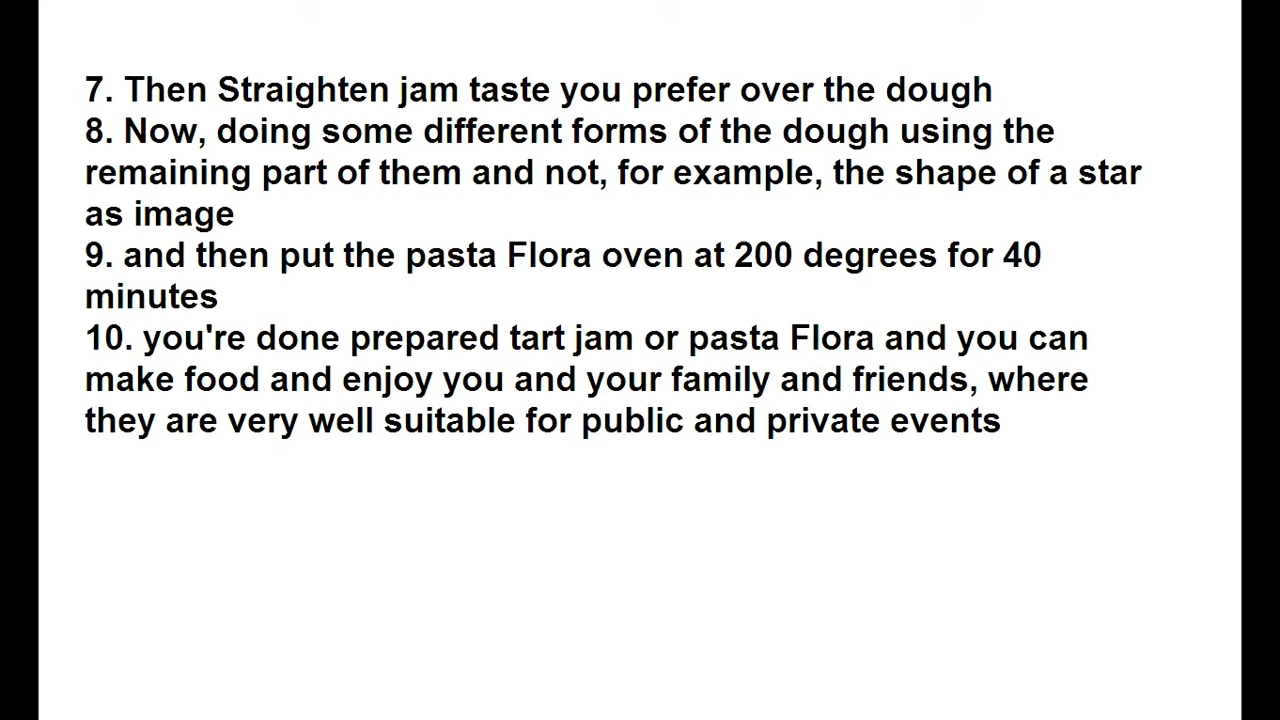 7. Then Straighten jam taste you prefer over the dough
8. Now, doing some different forms of the dough using the
remaining part of them and not, for example, the shape of a star
as image
9. and then put the pasta Flora oven at 200 degrees for 40
minutes
10. you're done prepared tart jam or pasta Flora and you can
make food and enjoy you and your family and friends, where
they are very well suitable for public and private events